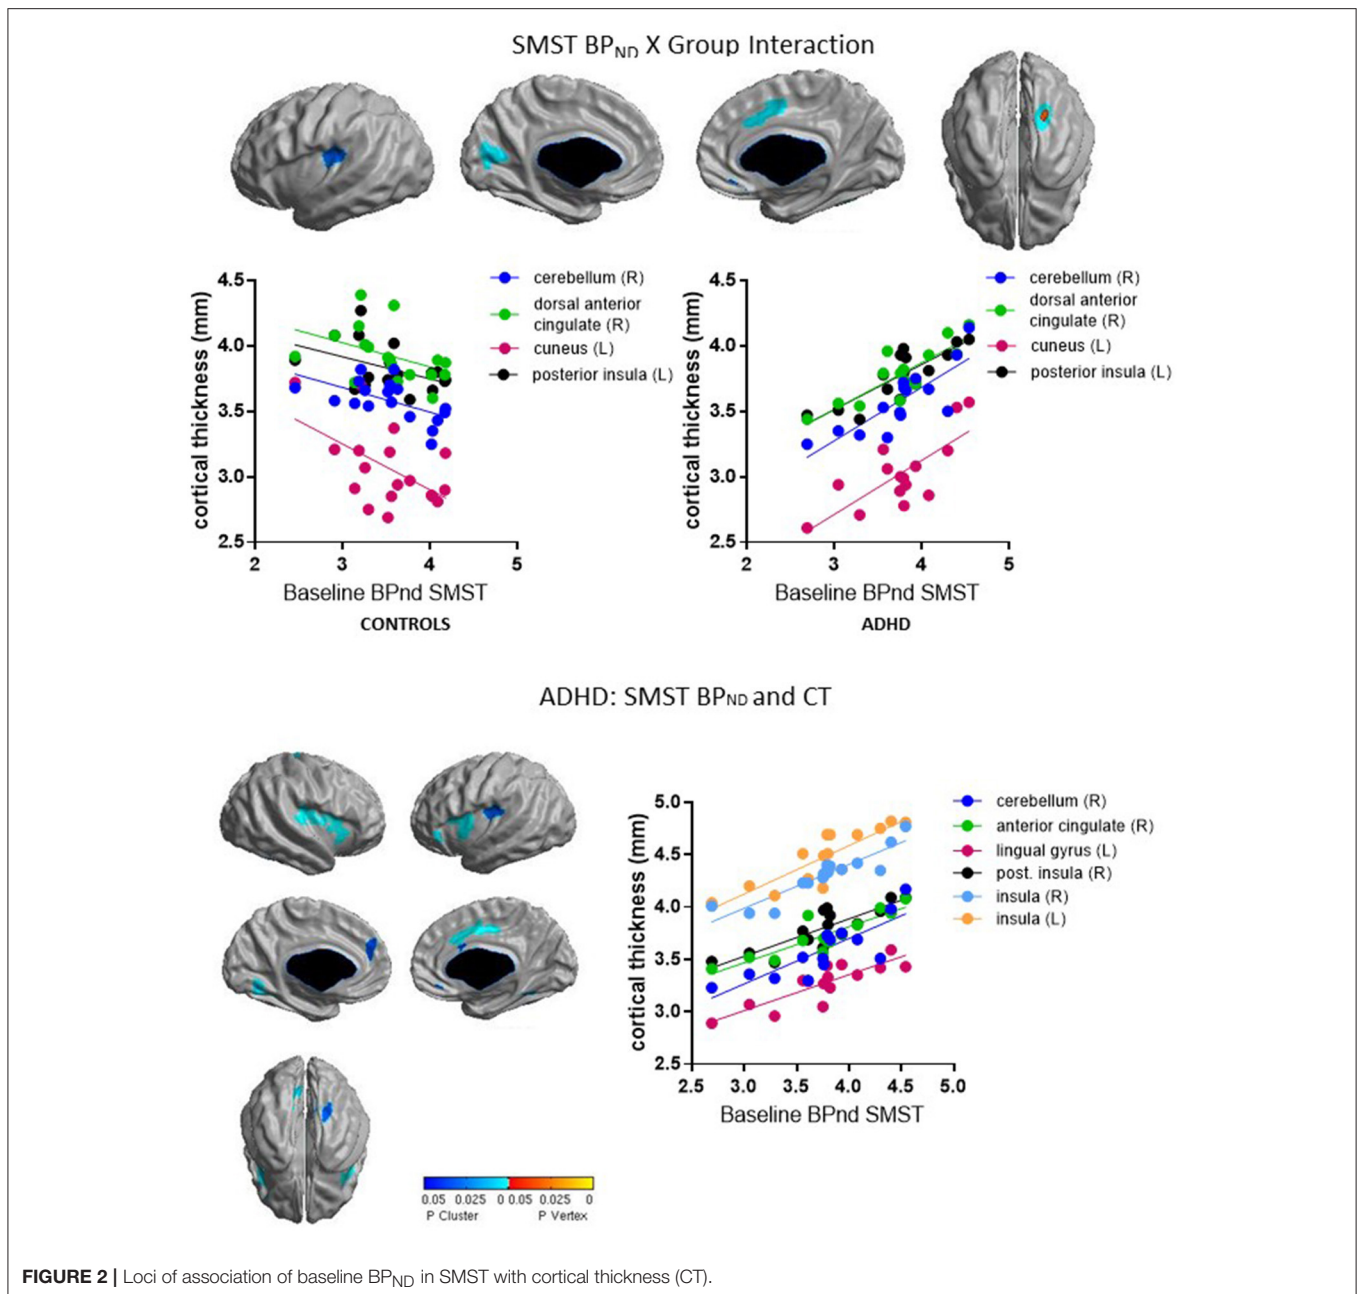 SMST BPND X Group Interaction
4.5
4.0
3.5
3.0
2.5
cortical thickness (mm)
2 3 4 5
Baseline BPnd SMST
CONTROLS
cerebellum (R)
dorsal anterior
cingulate (R)
cuneus (L)
posterior insula (L)
4.5
4.0
3.5
3.0
2.5
cortical thickness (mm)
2 3 4 5
Baseline BPnd SMST
ADHD
cerebellum (R)
dorsal anterior
cingulate (R)
cuneus (L)
posterior insula (L)
ADHD: SMST BPND and CT
5.0
4.5
4.0
3.5
3.0
2.5
cortical thickness (mm)
2.5 3.0 3.5 4.0 4.5 5.0
Baseline BPnd SMST
cerebellum (R)
anterior cingulate (R)
lingual gyrus (L)
post. insula (R)
insula (R)
insula (L)
0.05 0.025 0 0.05 0.025 0
P Cluster P Vertex
FIGURE 2 | Loci of association of baseline BPND in SMST with cortical thickness (CT).